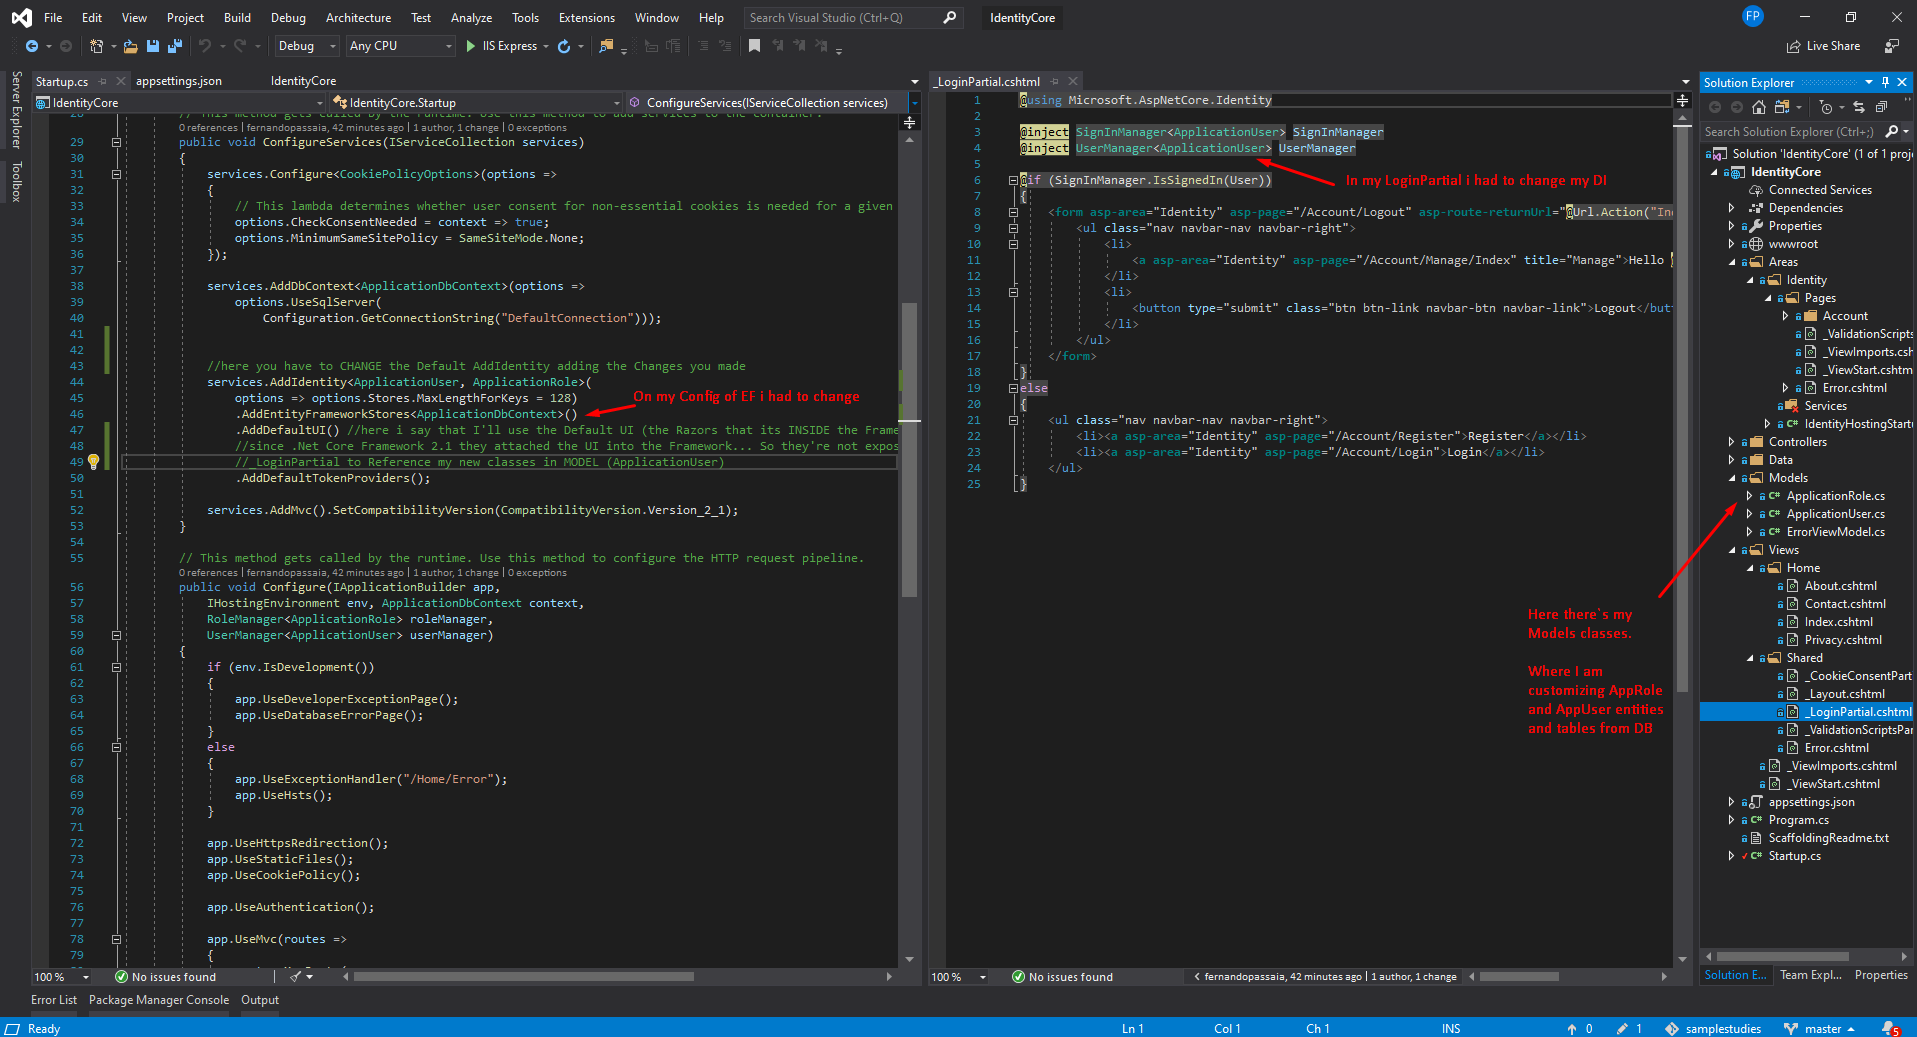 File Edit View Project Build Debug Architecture Test Analyze Tools Extensions Window Help Search Visual Studio (Ctrl+Q) IdentityCore FP
Debug Any CPU IIS Express Live Share
Server Explorer
Toolbox
Startup.cs appsettings.json IdentityCore
IdentityCore IdentityCore.Startup ConfigureServices(IServiceCollection services)
28 // This method gets called by the runtime. Use this method to add services to the container.
0 references | fernandopassaia, 42 minutes ago | 1 author, 1 change | 0 exceptions
29 public void ConfigureServices(IServiceCollection services)
30 {
31 services.Configure<CookiePolicyOptions>(options =>
32 {
33 // This lambda determines whether user consent for non-essential cookies is needed for a given
34 options.CheckConsentNeeded = context => true;
35 options.MinimumSameSitePolicy = SameSiteMode.None;
36 });
37
38 services.AddDbContext<ApplicationDbContext>(options =>
39 options.UseSqlServer(
40 Configuration.GetConnectionString("DefaultConnection")));
41
42
43 //here you have to CHANGE the Default AddIdentity adding the Changes you made
44 services.AddIdentity<ApplicationUser, ApplicationRole>(
45 options => options.Stores.MaxLengthForKeys = 128)
On my Config of EF i had to change
46 .AddEntityFrameworkStores<ApplicationDbContext>()
47 .AddDefaultUI() //here i say that I'll use the Default UI (the Razors that its INSIDE the Frame
48 //since .Net Core Framework 2.1 they attached the UI into the Framework... So they're not expos
49 //_LoginPartial to Reference my new classes in MODEL (ApplicationUser)
50 .AddDefaultTokenProviders();
51
52 services.AddMvc().SetCompatibilityVersion(CompatibilityVersion.Version_2_1);
53 }
54
55 // This method gets called by the runtime. Use this method to configure the HTTP request pipeline.
0 references | fernandopassaia, 42 minutes ago | 1 author, 1 change | 0 exceptions
56 public void Configure(IApplicationBuilder app,
57 IHostingEnvironment env, ApplicationDbContext context,
58 RoleManager<ApplicationRole> roleManager,
59 UserManager<ApplicationUser> userManager)
60 {
61 if (env.IsDevelopment())
62 {
63 app.UseDeveloperExceptionPage();
64 app.UseDatabaseErrorPage();
65 }
66 else
67 {
68 app.UseExceptionHandler("/Home/Error");
69 app.UseHsts();
70 }
71
72 app.UseHttpsRedirection();
73 app.UseStaticFiles();
74 app.UseCookiePolicy();
75
76 app.UseAuthentication();
77
78 app.UseMvc(routes =>
79 {
100 % No issues found
_LoginPartial.cshtml
1 @using Microsoft.AspNetCore.Identity
2
3 @inject SignInManager<ApplicationUser> SignInManager
4 @inject UserManager<ApplicationUser> UserManager
5
In my LoginPartial i had to change my DI
6 @if (SignInManager.IsSignedIn(User))
7 {
8 <form asp-area="Identity" asp-page="/Account/Logout" asp-route-returnUrl="@Url.Action("Ind
9 <ul class="nav navbar-nav navbar-right">
10 <li>
11 <a asp-area="Identity" asp-page="/Account/Manage/Index" title="Manage">Hello
12 </li>
13 <li>
14 <button type="submit" class="btn btn-link navbar-btn navbar-link">Logout</butt
15 </li>
16 </ul>
17 </form>
18 }
19 else
20 {
21 <ul class="nav navbar-nav navbar-right">
22 <li><a asp-area="Identity" asp-page="/Account/Register">Register</a></li>
23 <li><a asp-area="Identity" asp-page="/Account/Login">Login</a></li>
24 </ul>
25 }
Here there`s my
Models classes.
Where I am
customizing AppRole
and AppUser entities
and tables from DB
100 % No issues found fernandopassaia, 42 minutes ago | 1 author, 1 change
Solution Explorer
Search Solution Explorer (Ctrl+;)
Solution 'IdentityCore' (1 of 1 proj
IdentityCore
Connected Services
Dependencies
Properties
wwwroot
Areas
Identity
Pages
Account
_ValidationScripts
_ViewImports.csh
_ViewStart.cshtm
Error.cshtml
Services
IdentityHostingStart
Controllers
Data
Models
ApplicationRole.cs
ApplicationUser.cs
ErrorViewModel.cs
Views
Home
About.cshtml
Contact.cshtml
Index.cshtml
Privacy.cshtml
Shared
_CookieConsentPart
_Layout.cshtml
_LoginPartial.cshtml
_ValidationScriptsPar
Error.cshtml
_ViewImports.cshtml
_ViewStart.cshtml
appsettings.json
Program.cs
ScaffoldingReadme.txt
Startup.cs
Solution E... Team Expl... Properties
Error List Package Manager Console Output
Ready Ln 1 Col 1 Ch 1 INS 0 1 samplestudies master 5